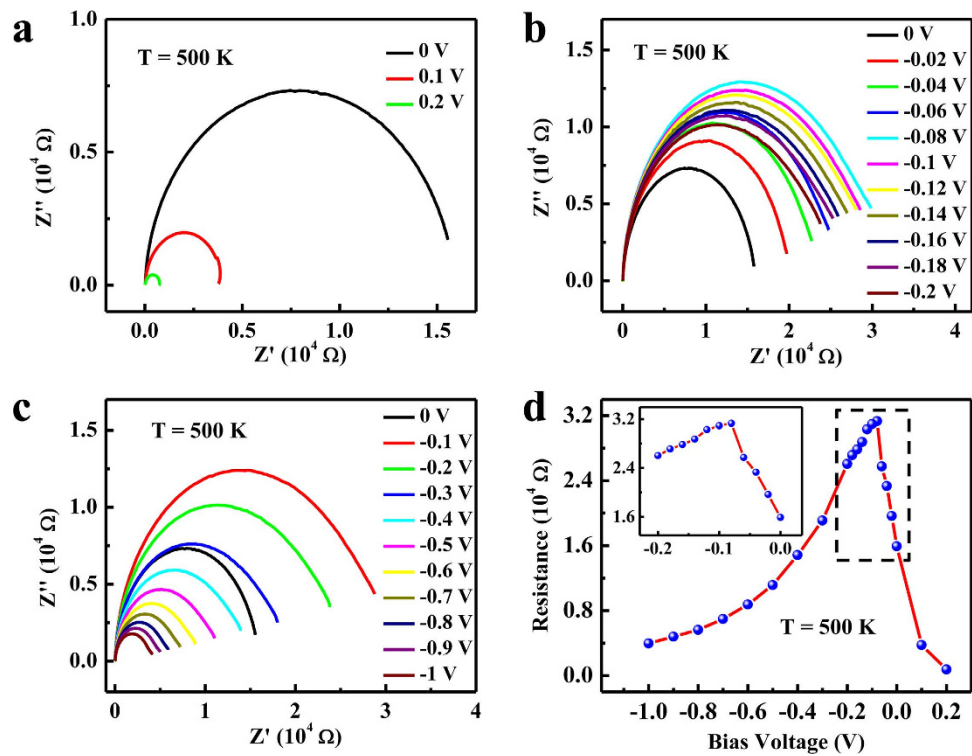 a
T = 500 K
0 V
0.1 V
0.2 V
1.0
0.5
0.0
Z'' (10⁴ Ω)
0.0 0.5 1.0 1.5
Z' (10⁴ Ω)
b
T = 500 K
0 V
-0.02 V
-0.04 V
-0.06 V
-0.08 V
-0.1 V
-0.12 V
-0.14 V
-0.16 V
-0.18 V
-0.2 V
1.5
1.0
0.5
0.0
Z'' (10⁴ Ω)
0 1 2 3 4
Z' (10⁴ Ω)
c
T = 500 K
0 V
-0.1 V
-0.2 V
-0.3 V
-0.4 V
-0.5 V
-0.6 V
-0.7 V
-0.8 V
-0.9 V
-1 V
1.5
1.0
0.5
0.0
Z'' (10⁴ Ω)
0 1 2 3 4
Z' (10⁴ Ω)
d
3.2
2.4
1.6
0.8
0.0
Resistance (10⁴ Ω)
3.2
2.4
1.6
-0.2 -0.1 0.0
T = 500 K
-1.0 -0.8 -0.6 -0.4 -0.2 0.0 0.2
Bias Voltage (V)